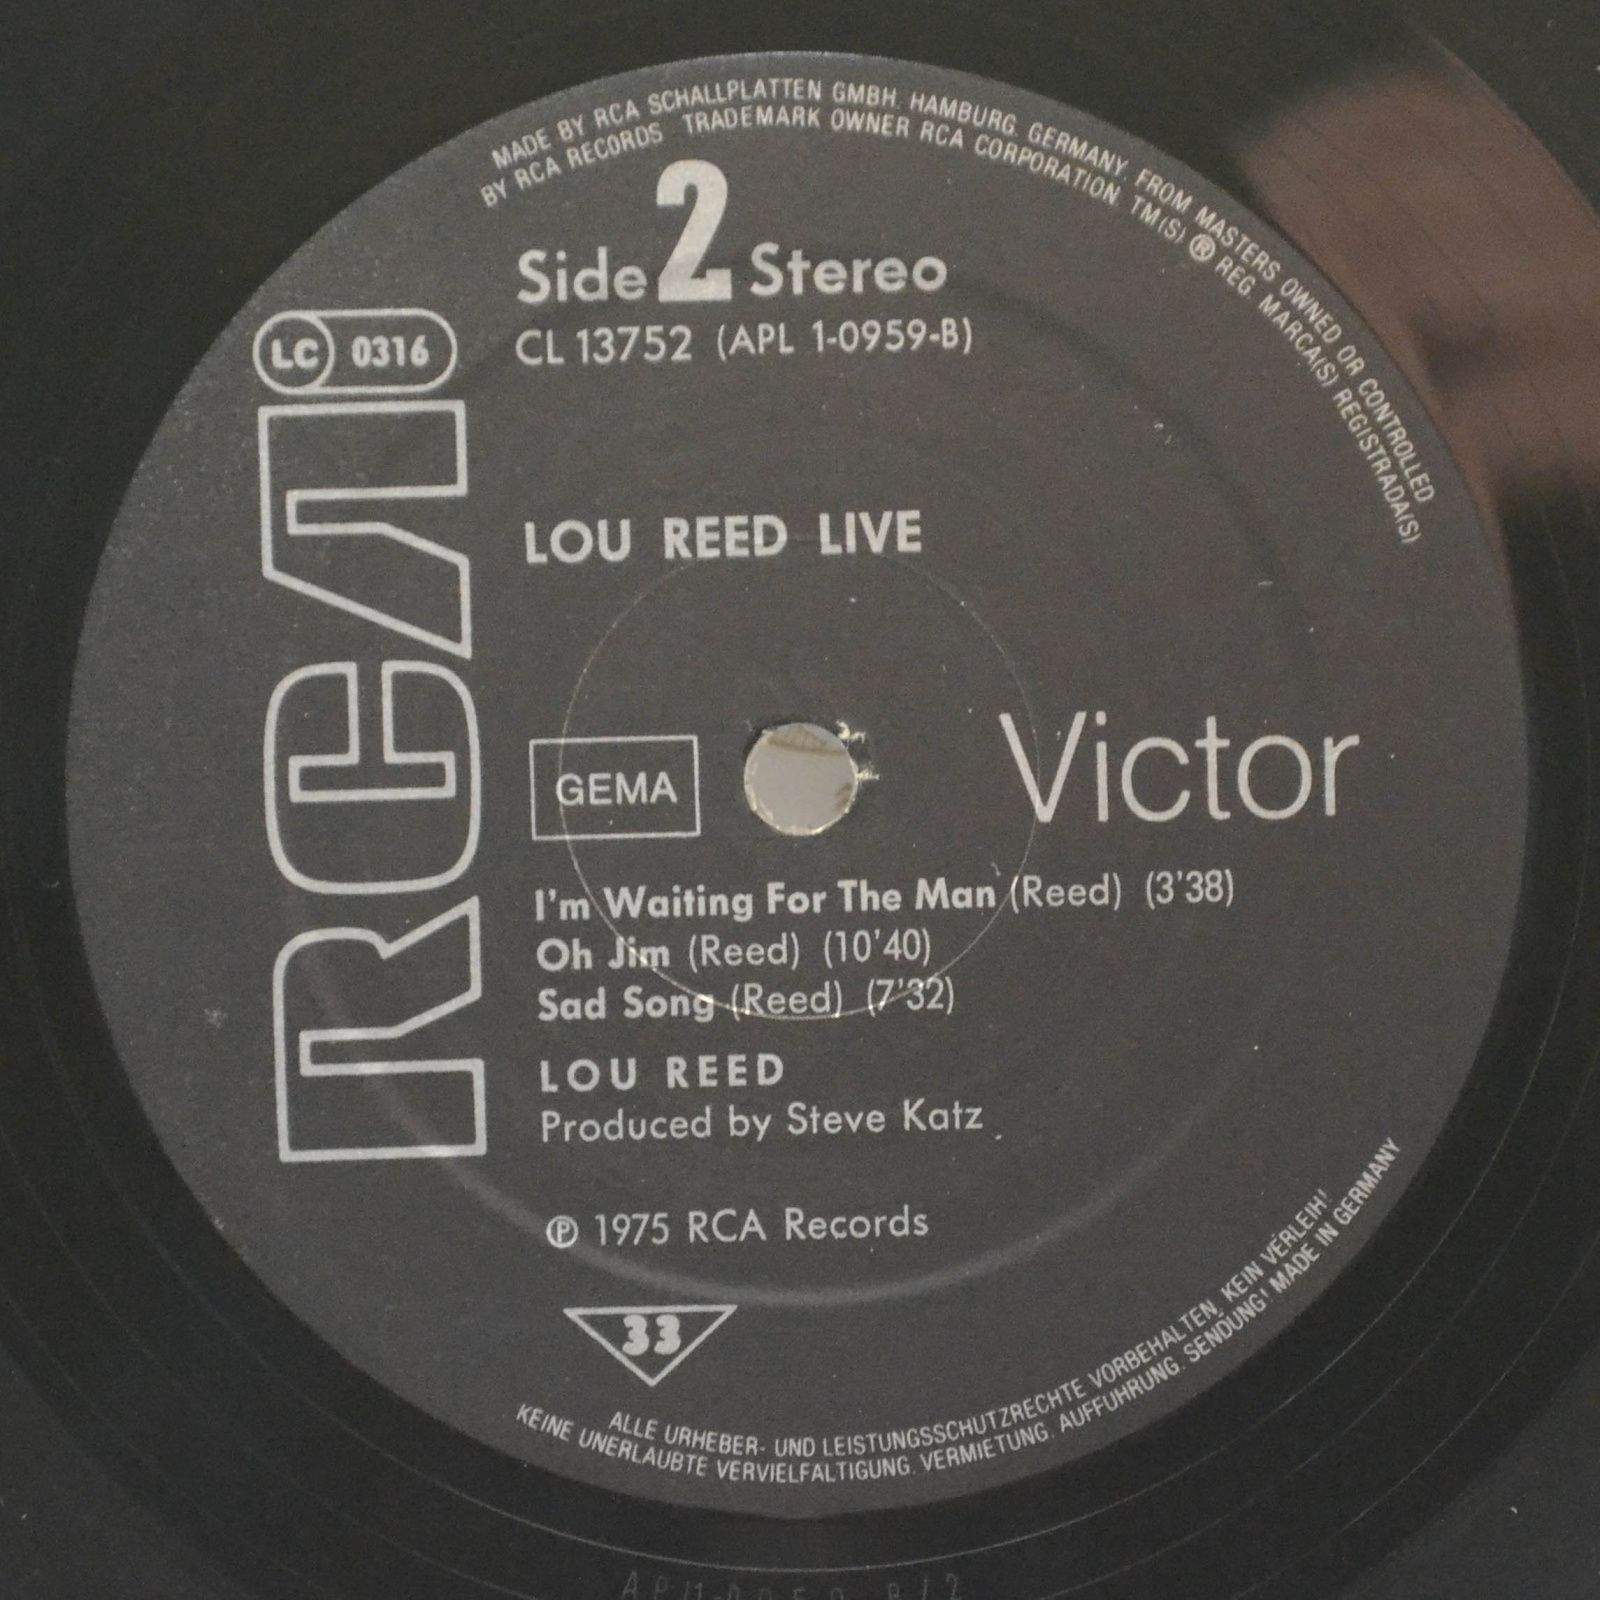 MADE BY RCA SCHALLPLATTEN GMBH. HAMBURG. GERMANY. FROM MASTERS OWNED OR CONTROLLED
BY RCA RECORDS TRADEMARK OWNER RCA CORPORATION TM(S) ® REG. MARCA(S) REGISTRADA(S)
Side 2 Stereo
CL 13752 (APL 1-0959-B)
LC 0316
RCA
LOU REED LIVE
GEMA
Victor
I'm Waiting For The Man (Reed) (3'38)
Oh Jim (Reed) (10'40)
Sad Song (Reed) (7'32)
LOU REED
Produced by Steve Katz
℗ 1975 RCA Records
33
ALLE URHEBER- UND LEISTUNGSSCHUTZRECHTE VORBEHALTEN, KEIN VERLEIH!
KEINE UNERLAUBTE VERVIELFALTIGUNG. VERMIETUNG. AUFFUHRUNG. SENDUNG! MADE IN GERMANY